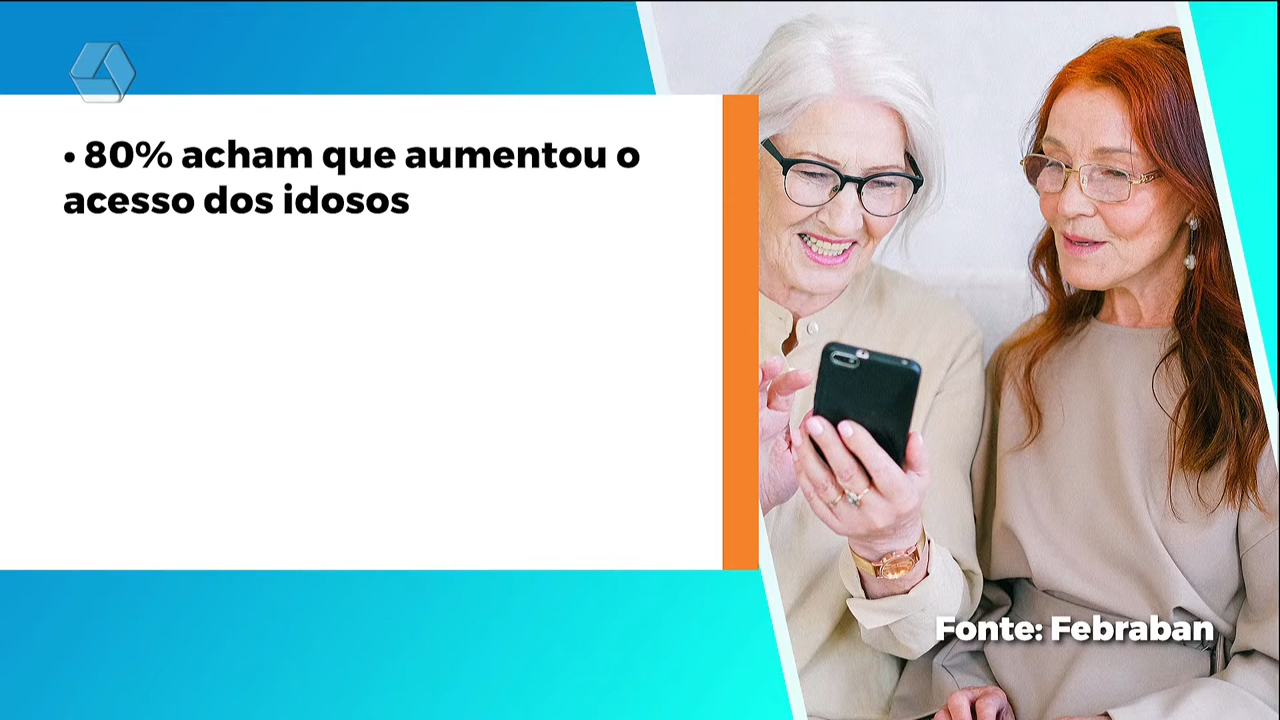 • 80% acham que aumentou o
acesso dos idosos
Fonte: Febraban